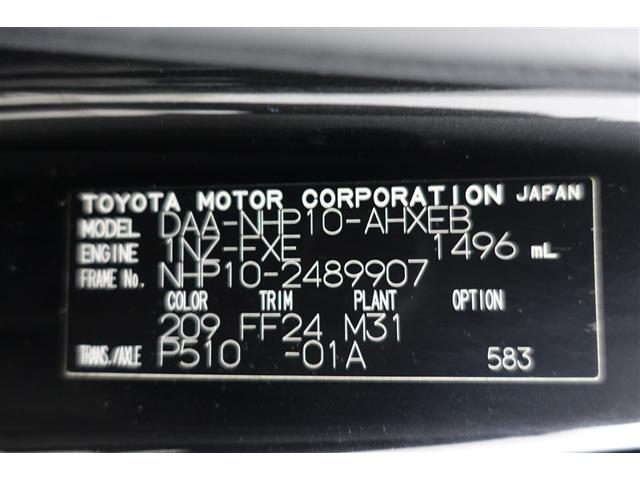 TOYOTA MOTOR CORPORATION JAPAN
MODEL DAA-NHP10-AHXEB
ENGINE 1NZ-FXE 1496 mL
FRAME No. NHP10-2489907
COLOR TRIM PLANT OPTION
209 FF24 M31
TRANS./AXLE P510 -01A 583